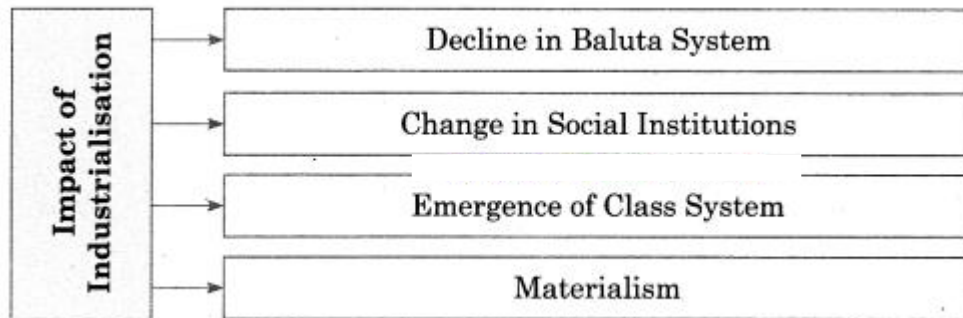 Impact of
Industrialisation
Decline in Baluta System
Change in Social Institutions
Emergence of Class System
Materialism